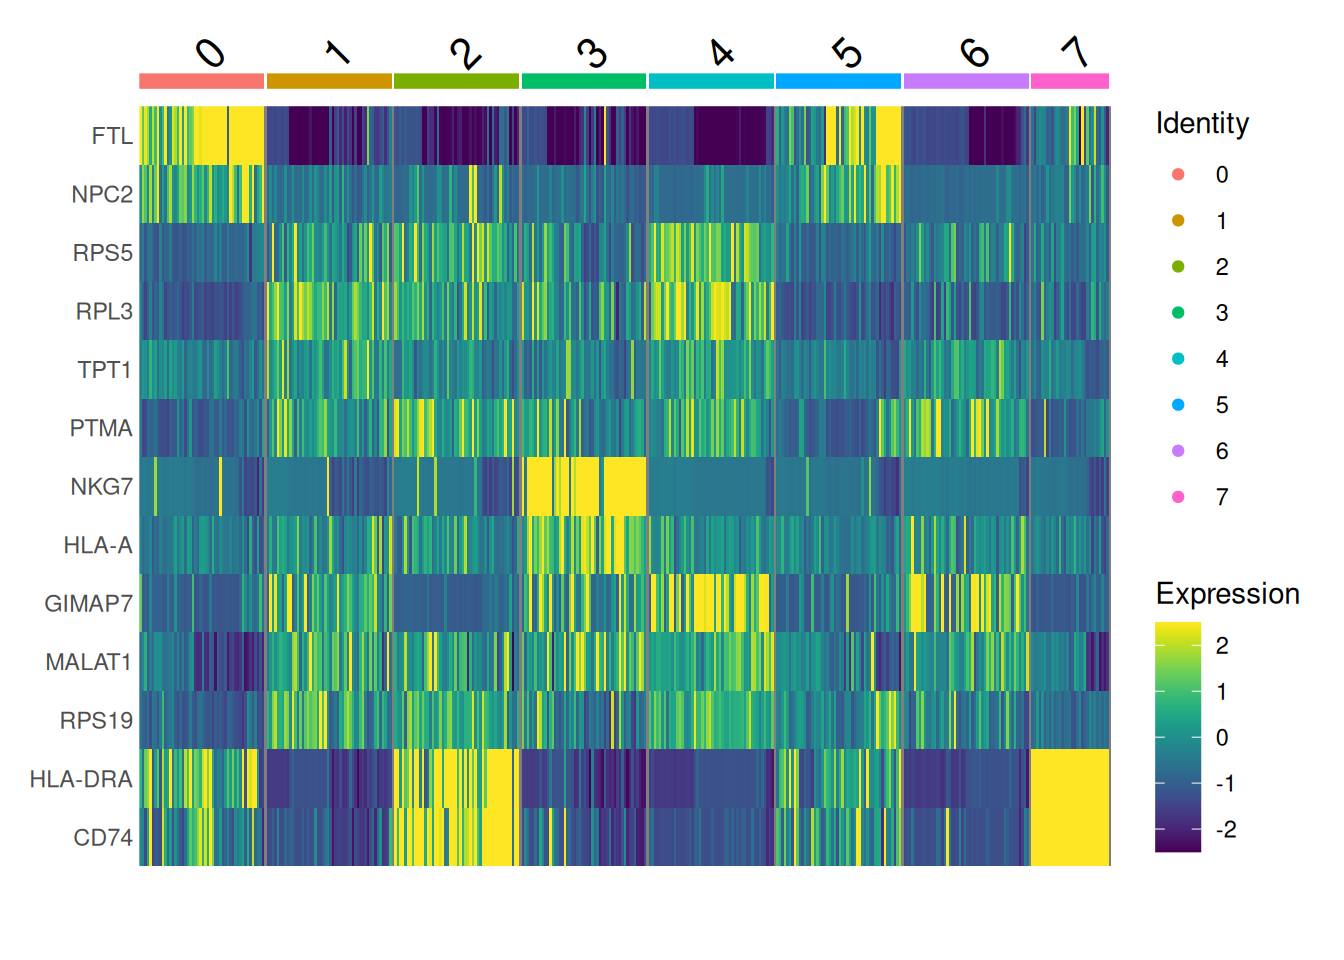 0 1 2 3 4 5 6 7
FTL
NPC2
RPS5
RPL3
TPT1
PTMA
NKG7
HLA-A
GIMAP7
MALAT1
RPS19
HLA-DRA
CD74
Identity
0
1
2
3
4
5
6
7
Expression
2
1
0
-1
-2